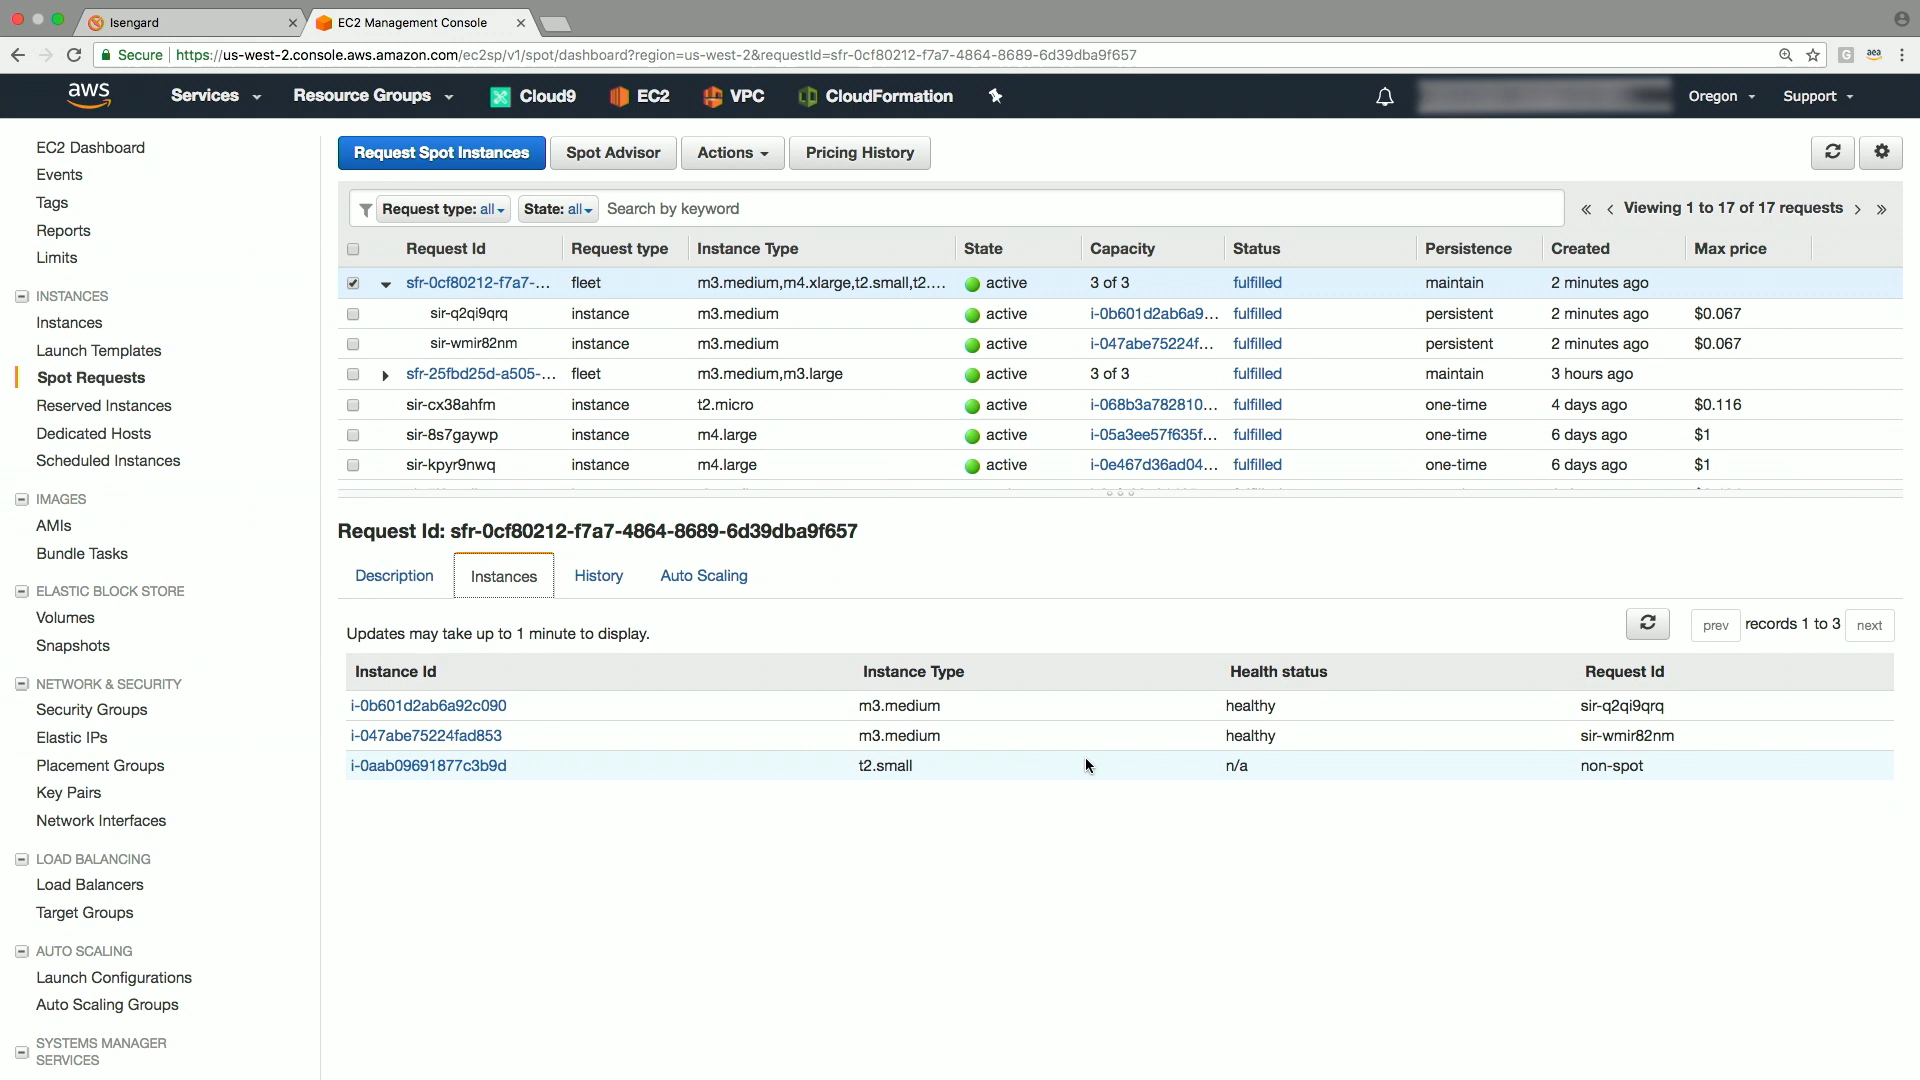 Isengard
EC2 Management Console
Secure https://us-west-2.console.aws.amazon.com/ec2sp/v1/spot/dashboard?region=us-west-2&requestId=sfr-0cf80212-f7a7-4864-8689-6d39dba9f657
aea
aws Services Resource Groups Cloud9 EC2 VPC CloudFormation Oregon Support
EC2 Dashboard
Events
Tags
Reports
Limits
INSTANCES
Instances
Launch Templates
Spot Requests
Reserved Instances
Dedicated Hosts
Scheduled Instances
IMAGES
AMIs
Bundle Tasks
ELASTIC BLOCK STORE
Volumes
Snapshots
NETWORK & SECURITY
Security Groups
Elastic IPs
Placement Groups
Key Pairs
Network Interfaces
LOAD BALANCING
Load Balancers
Target Groups
AUTO SCALING
Launch Configurations
Auto Scaling Groups
SYSTEMS MANAGER
SERVICES
Request Spot Instances Spot Advisor Actions Pricing History
Request type: all State: all Search by keyword « ‹ Viewing 1 to 17 of 17 requests › »
Request Id Request type Instance Type State Capacity Status Persistence Created Max price
sfr-0cf80212-f7a7-... fleet m3.medium,m4.xlarge,t2.small,t2.... active 3 of 3 fulfilled maintain 2 minutes ago
sir-q2qi9qrq instance m3.medium active i-0b601d2ab6a9... fulfilled persistent 2 minutes ago $0.067
sir-wmir82nm instance m3.medium active i-047abe75224f... fulfilled persistent 2 minutes ago $0.067
sfr-25fbd25d-a505-... fleet m3.medium,m3.large active 3 of 3 fulfilled maintain 3 hours ago
sir-cx38ahfm instance t2.micro active i-068b3a782810... fulfilled one-time 4 days ago $0.116
sir-8s7gaywp instance m4.large active i-05a3ee57f635f... fulfilled one-time 6 days ago $1
sir-kpyr9nwq instance m4.large active i-0e467d36ad04... fulfilled one-time 6 days ago $1
Request Id: sfr-0cf80212-f7a7-4864-8689-6d39dba9f657
Description Instances History Auto Scaling
Updates may take up to 1 minute to display. prev records 1 to 3 next
Instance Id Instance Type Health status Request Id
i-0b601d2ab6a92c090 m3.medium healthy sir-q2qi9qrq
i-047abe75224fad853 m3.medium healthy sir-wmir82nm
i-0aab09691877c3b9d t2.small n/a non-spot